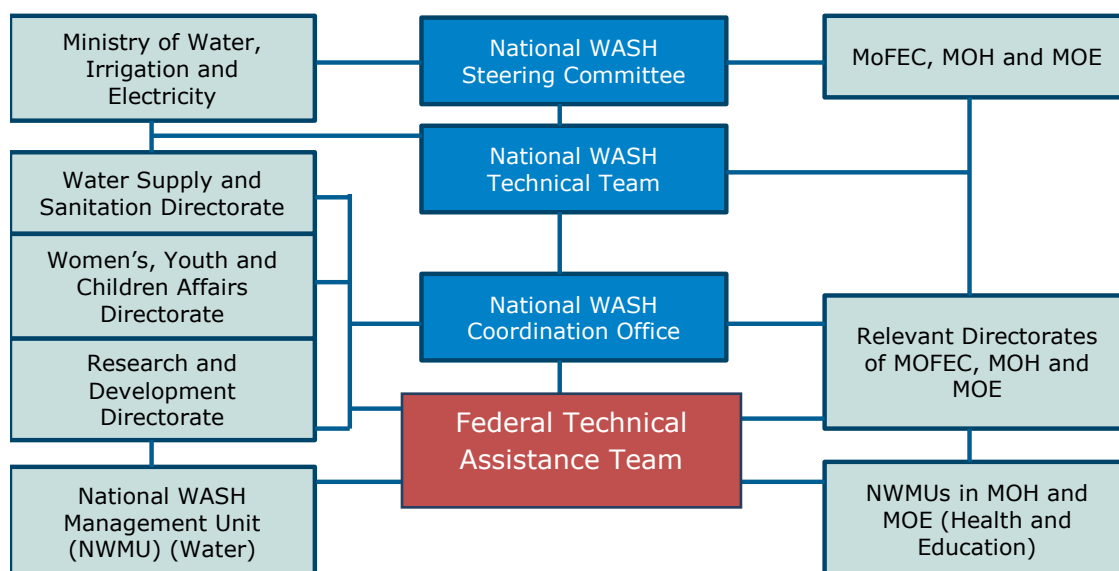 Ministry of Water,
Irrigation and
Electricity
National WASH
Steering Committee
MoFEC, MOH and MOE
National WASH
Technical Team
Water Supply and
Sanitation Directorate
Women’s, Youth and
Children Affairs
Directorate
National WASH
Coordination Office
Relevant Directorates
of MOFEC, MOH and
MOE
Research and
Development
Directorate
Federal Technical
Assistance Team
National WASH
Management Unit
(NWMU) (Water)
NWMUs in MOH and
MOE (Health and
Education)